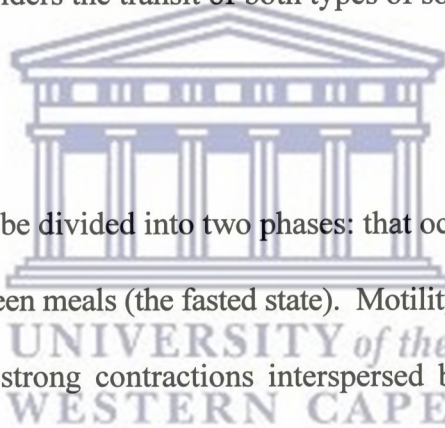 ders the transit of both types of so
be divided into two phases: that oc
een meals (the fasted state). Motilit
UNIVERSITY of the
strong contractions interspersed b
WESTERN CAPE